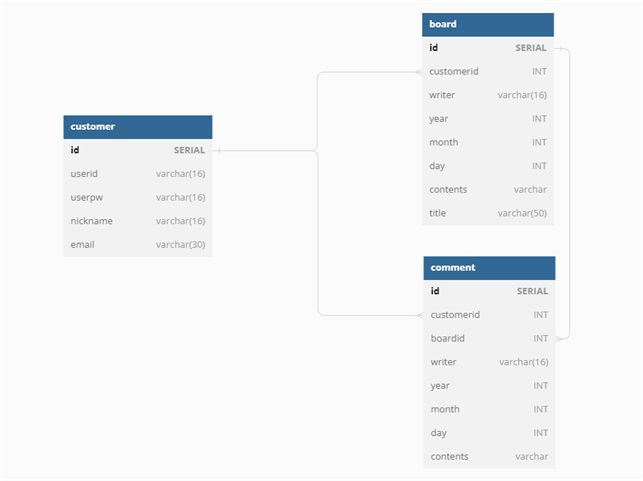 customer
id SERIAL
userid varchar(16)
userpw varchar(16)
nickname varchar(16)
email varchar(30)
board
id SERIAL
customerid INT
writer varchar(16)
year INT
month INT
day INT
contents varchar
title varchar(50)
comment
id SERIAL
customerid INT
boardid INT
writer varchar(16)
year INT
month INT
day INT
contents varchar